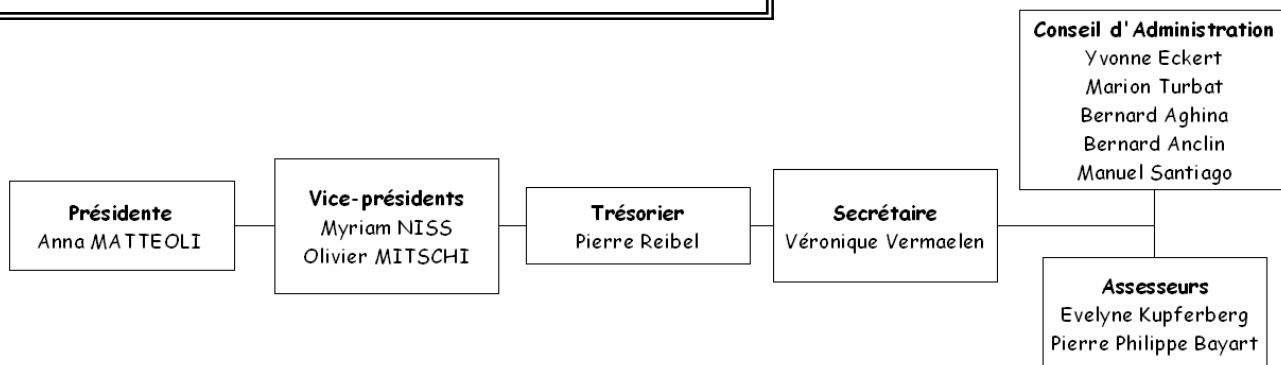 Présidente
Anna MATTEOLI
Vice-présidents
Myriam NISS
Olivier MITSCHI
Trésorier
Pierre Reibel
Secrétaire
Véronique Vermaelen
Conseil d'Administration
Yvonne Eckert
Marion Turbat
Bernard Aghina
Bernard Anclin
Manuel Santiago
Assesseurs
Evelyne Kupferberg
Pierre Philippe Bayart